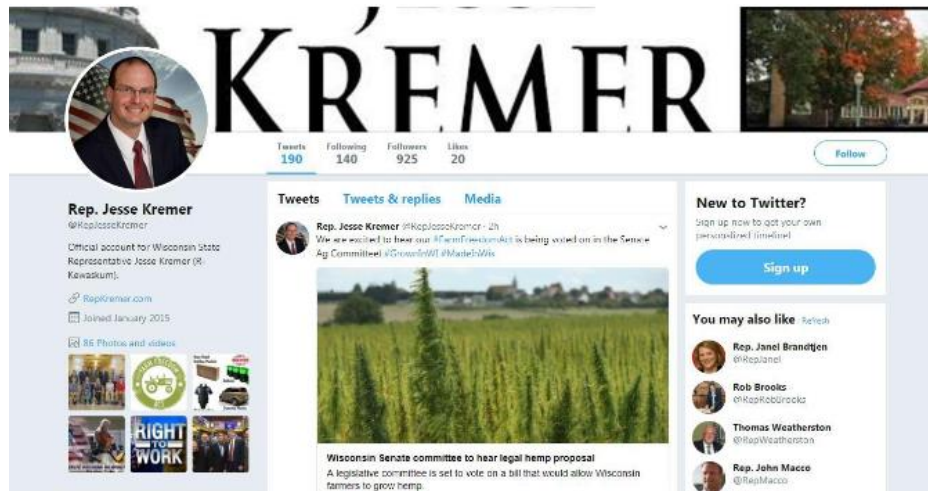 KREMER
Tweets
190
Following
140
Followers
925
Likes
20
Follow
Rep. Jesse Kremer
@RepJesseKremer
Official account for Wisconsin State
Representative Jesse Kremer (R-
Kewaskum).
RepKremer.com
Joined January 2015
86 Photos and videos
RIGHT
TO
WORK
Tweets Tweets & replies Media
Rep. Jesse Kremer @RepJesseKremer · 2h
We are excited to hear our #FarmFreedomAct is being voted on in the Senate
Ag Committee! #GrownInWI #MadeInWis
Wisconsin Senate committee to hear legal hemp proposal
A legislative committee is set to vote on a bill that would allow Wisconsin
farmers to grow hemp.
New to Twitter?
Sign up now to get your own
personalized timeline!
Sign up
You may also like Refresh
Rep. Janel Brandtjen
@RepJanel
Rob Brooks
@RepRobBrooks
Thomas Weatherston
@RepWeatherston
Rep. John Macco
@RepMacco